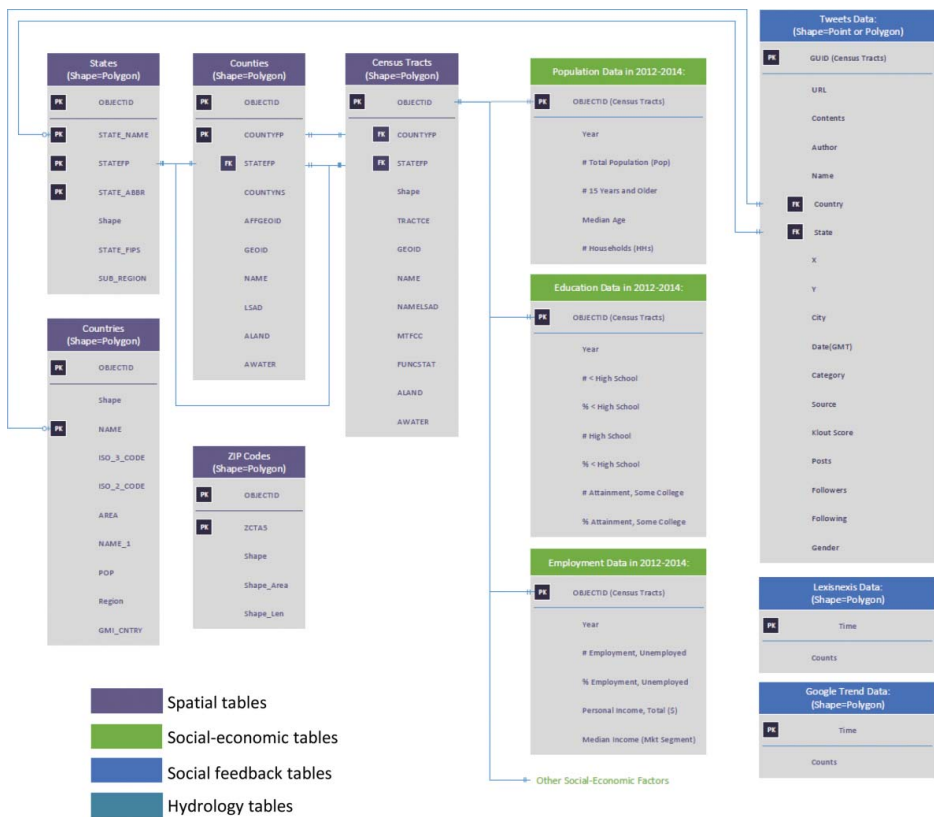 States
(Shape=Polygon)
PK OBJECTID
PK STATE_NAME
PK STATEFP
PK STATE_ABBR
Shape
STATE_FIPS
SUB_REGION
Countries
(Shape=Polygon)
PK OBJECTID
Shape
PK NAME
ISO_3_CODE
ISO_2_CODE
AREA
NAME_1
POP
Region
GMI_CNTRY
Counties
(Shape=Polygon)
PK OBJECTID
PK COUNTYFP
FK STATEFP
COUNTYNS
AFFGEOID
GEOID
NAME
LSAD
ALAND
AWATER
ZIP Codes
(Shape=Polygon)
PK OBJECTID
PK ZCTA5
Shape
Shape_Area
Shape_Len
Census Tracts
(Shape=Polygon)
PK OBJECTID
FK COUNTYFP
FK STATEFP
Shape
TRACTCE
GEOID
NAME
NAMELSAD
MTFCC
FUNCSTAT
ALAND
AWATER
Population Data in 2012-2014:
PK OBJECTID (Census Tracts)
Year
# Total Population (Pop)
# 15 Years and Older
Median Age
# Households (HHs)
Education Data in 2012-2014:
PK OBJECTID (Census Tracts)
Year
# < High School
% < High School
# High School
% < High School
# Attainment, Some College
% Attainment, Some College
Employment Data in 2012-2014:
PK OBJECTID (Census Tracts)
Year
# Employment, Unemployed
% Employment, Unemployed
Personal Income, Total ($)
Median Income (Mkt Segment)
Other Social-Economic Factors
Tweets Data:
(Shape=Point or Polygon)
PK GUID (Census Tracts)
URL
Contents
Author
Name
FK Country
FK State
X
Y
City
Date(GMT)
Category
Source
Klout Score
Posts
Followers
Following
Gender
Lexisnexis Data:
(Shape=Polygon)
PK Time
Counts
Google Trend Data:
(Shape=Polygon)
PK Time
Counts
Spatial tables
Social-economic tables
Social feedback tables
Hydrology tables